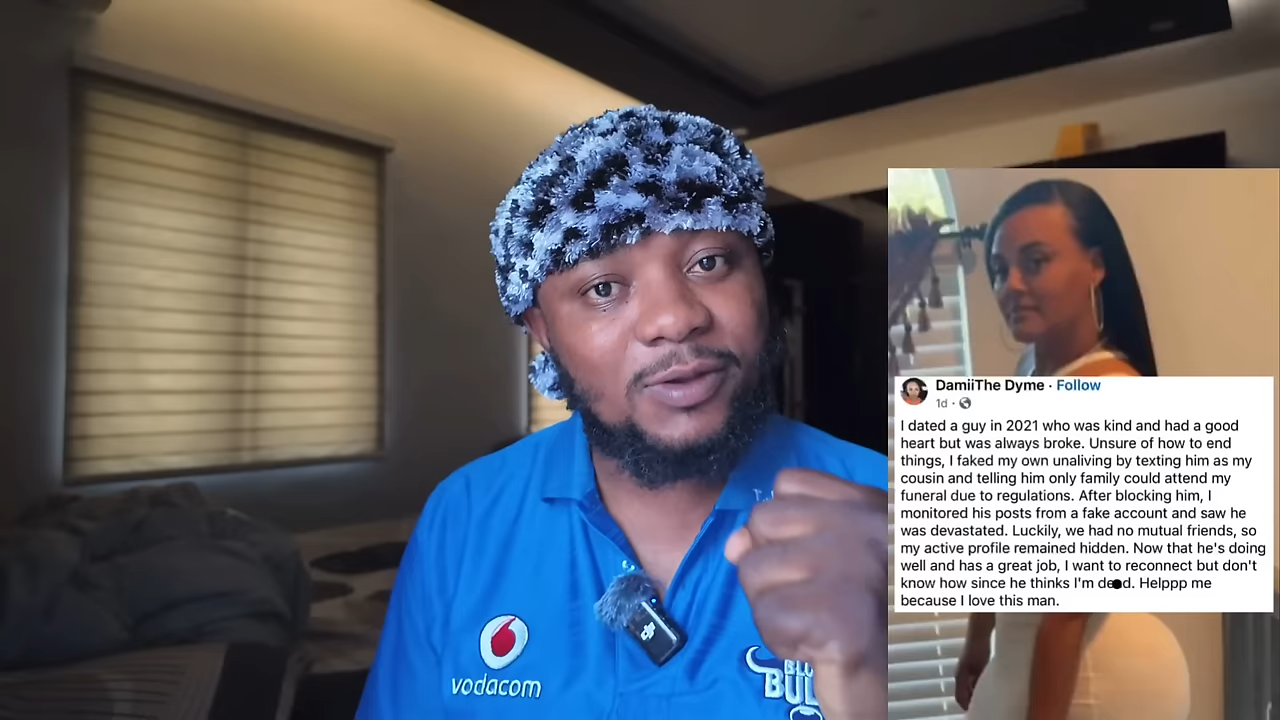 vodacom
BL
BUL
DamiiThe Dyme · Follow
1d ·
I dated a guy in 2021 who was kind and had a good
heart but was always broke. Unsure of how to end
things, I faked my own unaliving by texting him as my
cousin and telling him only family could attend my
funeral due to regulations. After blocking him, I
monitored his posts from a fake account and saw he
was devastated. Luckily, we had no mutual friends, so
my active profile remained hidden. Now that he's doing
well and has a great job, I want to reconnect but don't
know how since he thinks I'm de●d. Helppp me
because I love this man.